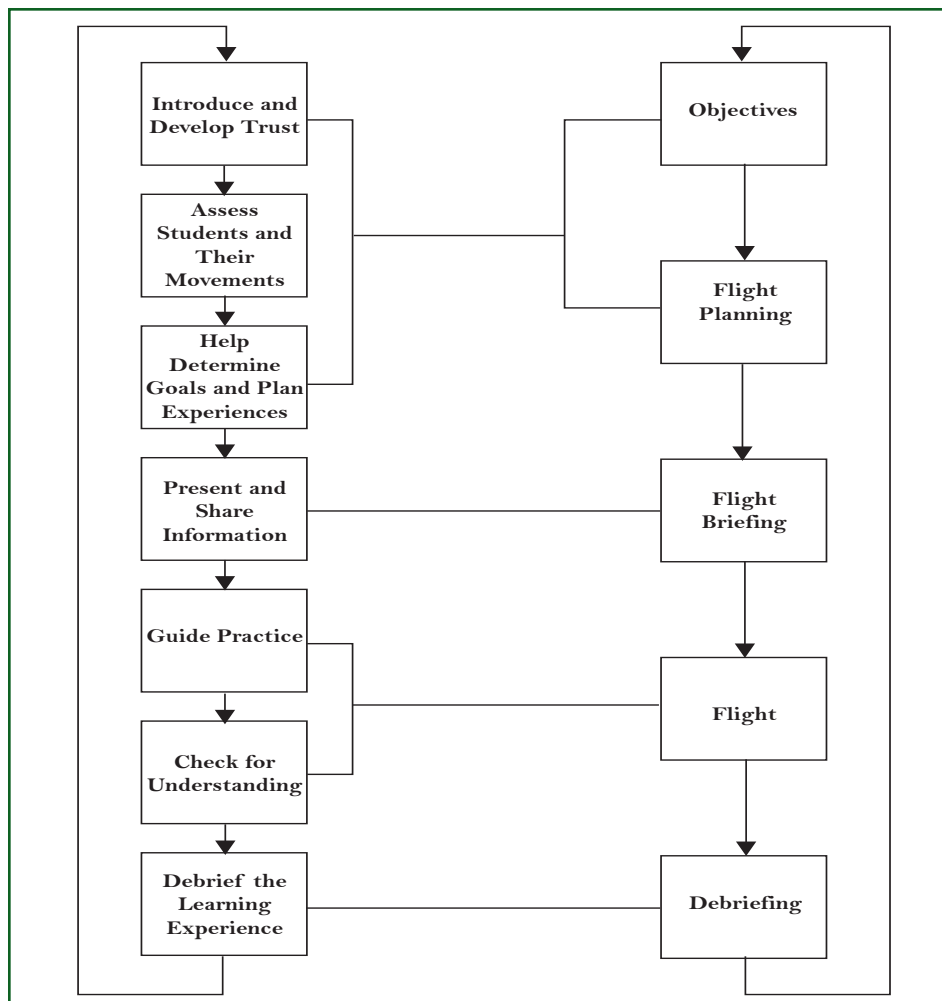 Introduce and
Develop Trust
Assess
Students and
Their
Movements
Help
Determine
Goals and Plan
Experiences
Present and
Share
Information
Guide Practice
Check for
Understanding
Debrief the
Learning
Experience
Objectives
Flight
Planning
Flight
Briefing
Flight
Debriefing